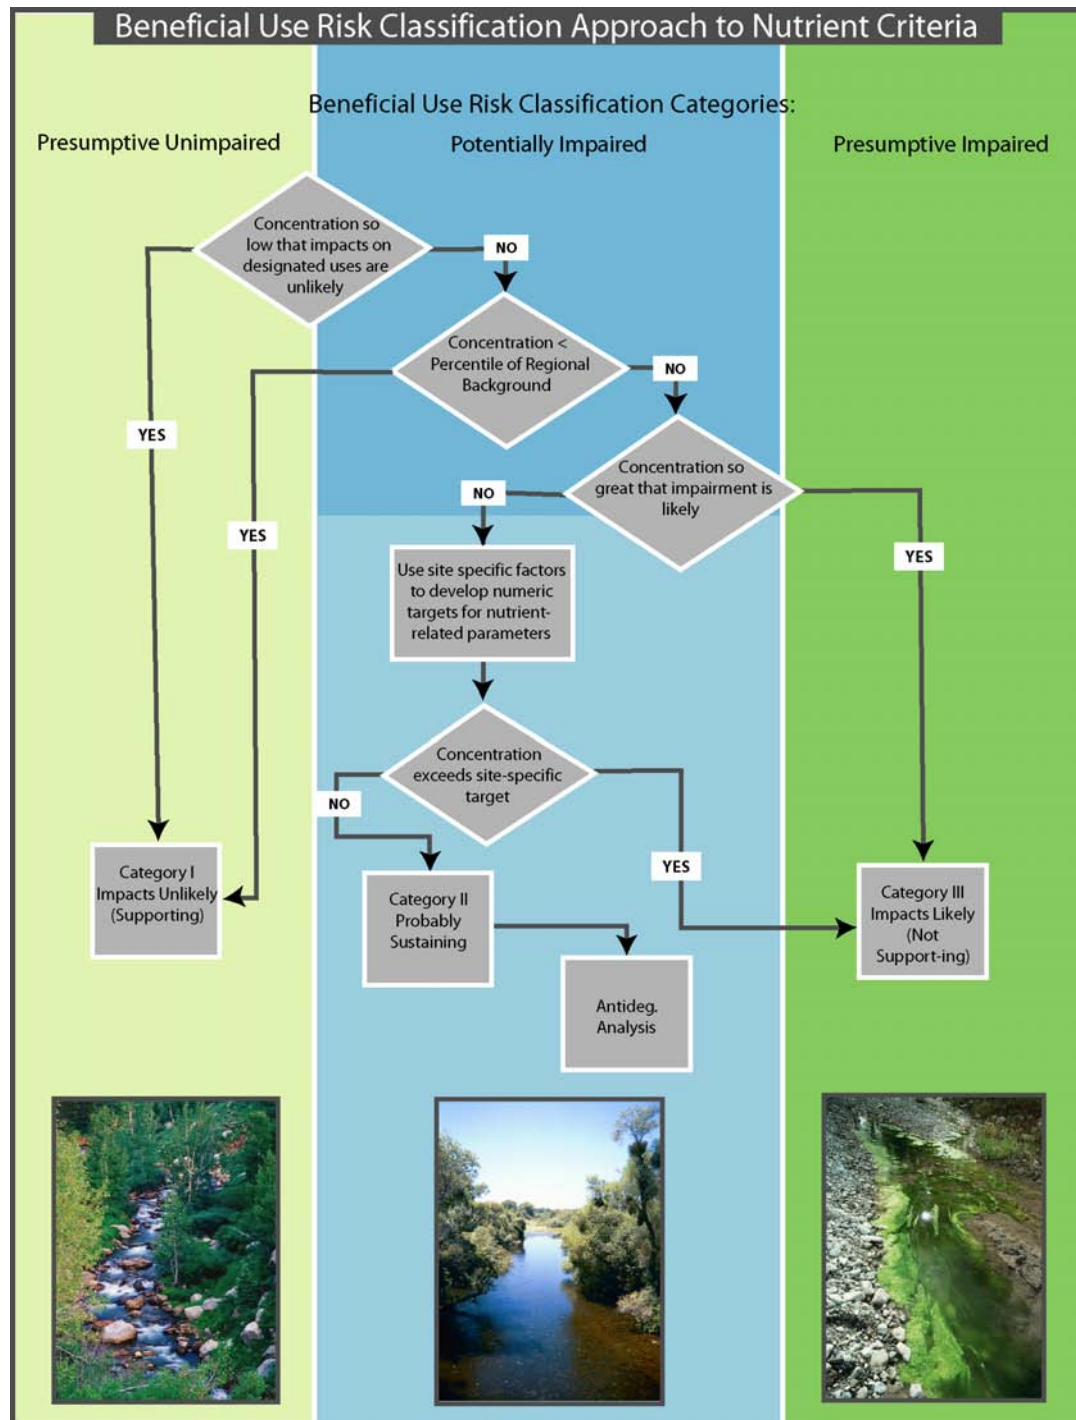 Beneficial Use Risk Classification Approach to Nutrient Criteria
Beneficial Use Risk Classification Categories:
Presumptive Unimpaired
Potentially Impaired
Presumptive Impaired
Concentration so
low that impacts on
designated uses are
unlikely
NO
Concentration <
Percentile of Regional
Background
NO
YES
Concentration so
great that impairment is
likely
NO
YES
YES
Use site specific factors
to develop numeric
targets for nutrient-
related parameters
Concentration
exceeds site-specific
target
NO
YES
Category I
Impacts Unlikely
(Supporting)
Category II
Probably
Sustaining
Category III
Impacts Likely
(Not
Support-ing)
Antideg.
Analysis